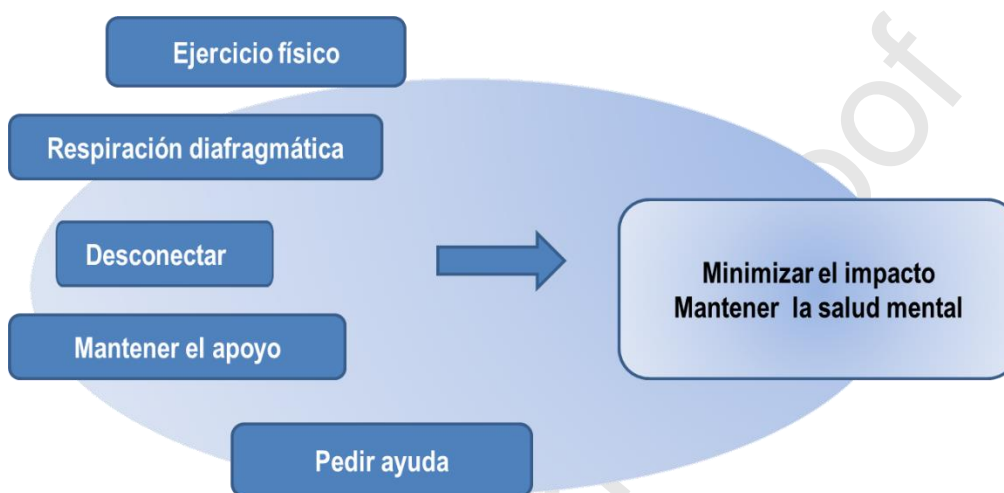 Ejercicio físico
Respiración diafragmática
Desconectar
Mantener el apoyo
Pedir ayuda
Minimizar el impacto
Mantener la salud mental